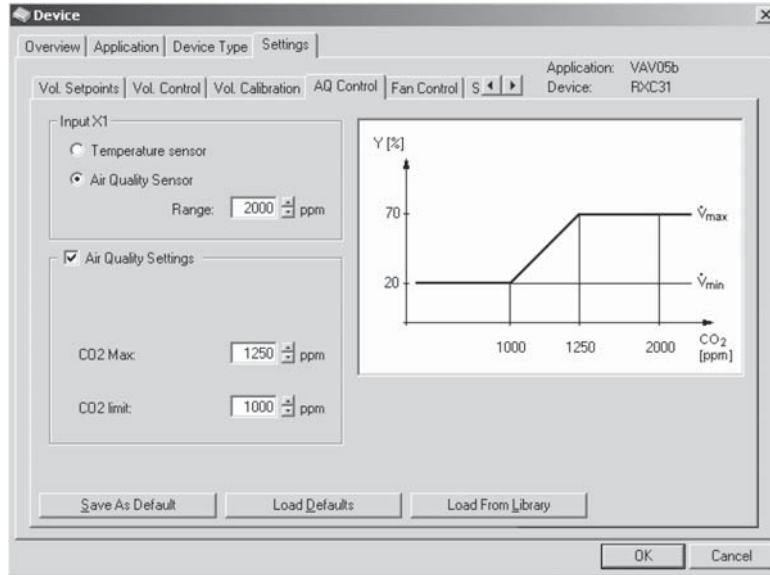 Device
Overview Application Device Type Settings
Application: VAV05b
Device: RXC31
Vol. Setpoints Vol. Control Vol. Calibration AQ Control Fan Control S
Input X1
Temperature sensor
Air Quality Sensor
Range: 2000 ppm
Air Quality Settings
CO2 Max: 1250 ppm
CO2 limit: 1000 ppm
Y [%]
70 V̇max
20 V̇min
1000 1250 2000 CO2
[ppm]
Save As Default Load Defaults Load From Library
OK Cancel